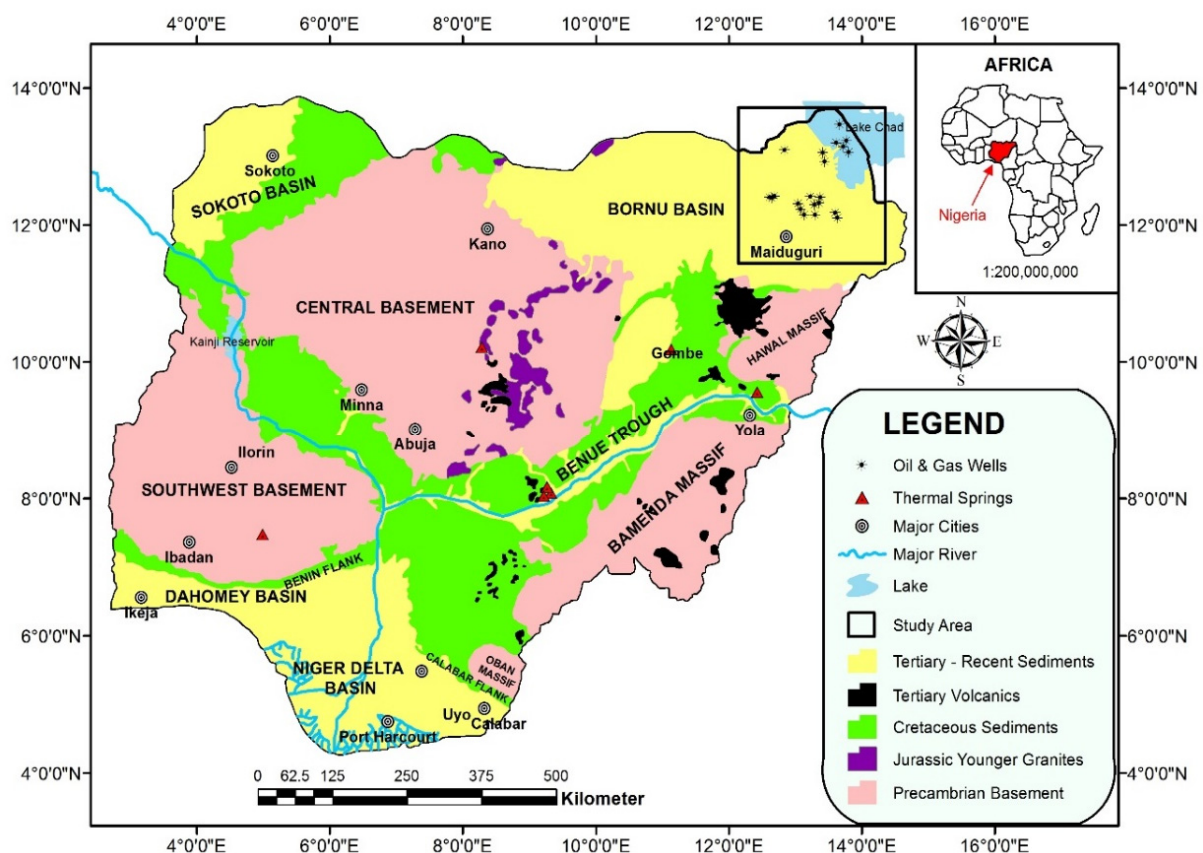 4°0'0"E 6°0'0"E 8°0'0"E 10°0'0"E 12°0'0"E 14°0'0"E 16°0'0"E
14°0'0"N
12°0'0"N
10°0'0"N
8°0'0"N
6°0'0"N
4°0'0"N
Sokoto
SOKOTO BASIN
Kano
BORNU BASIN
Lake Chad
Maiduguri
CENTRAL BASEMENT
Kainji Reservoir
Minna
Abuja
Gombe
HAWAL MASSIF
Yola
BENUE TROUGH
BAMENDA MASSIF
Ilorin
SOUTHWEST BASEMENT
Ibadan
BENIN FLANK
DAHOMEY BASIN
Ikeja
NIGER DELTA
BASIN
CALABAR FLANK
OBAN
MASSIF
Uyo
Calabar
Port Harcourt
0 62.5 125 250 375 500
Kilometer
AFRICA
Nigeria
1:200,000,000
N
W E
S
LEGEND
Oil & Gas Wells
Thermal Springs
Major Cities
Major River
Lake
Study Area
Tertiary - Recent Sediments
Tertiary Volcanics
Cretaceous Sediments
Jurassic Younger Granites
Precambrian Basement
14°0'0"N
12°0'0"N
10°0'0"N
8°0'0"N
6°0'0"N
4°0'0"N
4°0'0"E 6°0'0"E 8°0'0"E 10°0'0"E 12°0'0"E 14°0'0"E 16°0'0"E